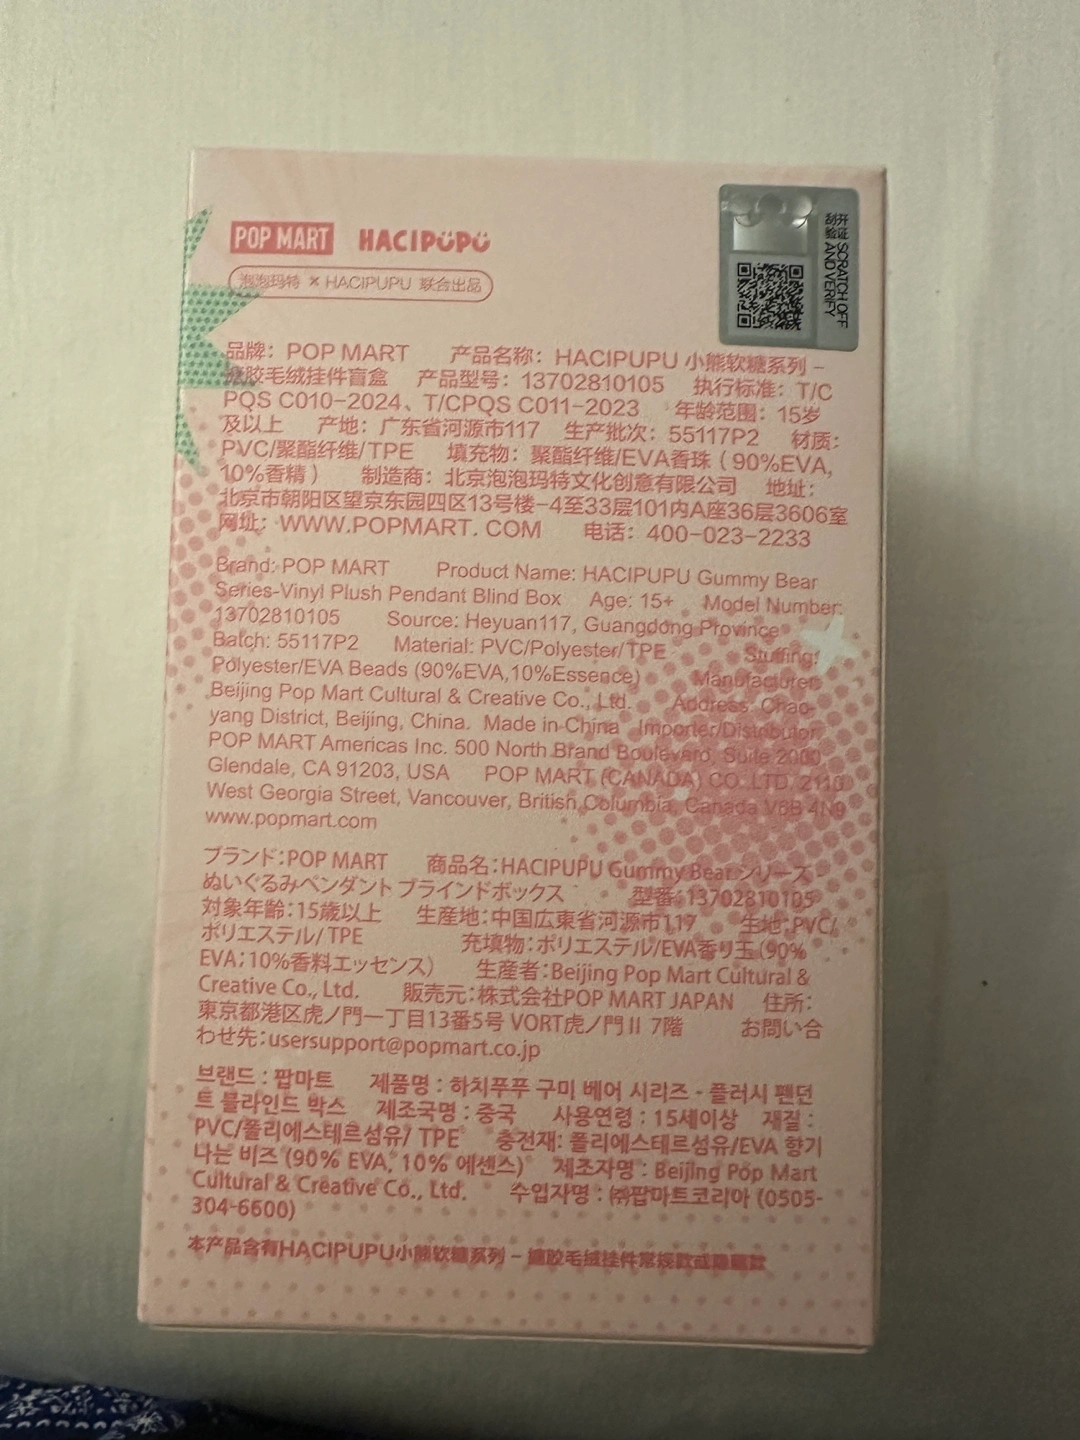 POP MART HACIPUPU
泡泡玛特 × HACIPUPU 联合出品
刮开验证 SCRATCH OFF AND VERIFY
品牌：POP MART 产品名称：HACIPUPU 小熊软糖系列 –
搪胶毛绒挂件盲盒 产品型号：13702810105 执行标准：T/C
PQS C010-2024、T/CPQS C011-2023 年龄范围：15岁
及以上 产地：广东省河源市117 生产批次：55117P2 材质：
PVC/聚酯纤维/TPE 填充物：聚酯纤维/EVA香珠（90%EVA,
10%香精） 制造商：北京泡泡玛特文化创意有限公司 地址：
北京市朝阳区望京东园四区13号楼-4至33层101内A座36层3606室
网址：WWW.POPMART. COM 电话：400-023-2233
Brand: POP MART Product Name: HACIPUPU Gummy Bear
Series-Vinyl Plush Pendant Blind Box Age: 15+ Model Number:
13702810105 Source: Heyuan117, Guangdong Province
Batch: 55117P2 Material: PVC/Polyester/TPE Stuffing:
Polyester/EVA Beads (90%EVA,10%Essence) Manufacturer:
Beijing Pop Mart Cultural & Creative Co., Ltd. Address: Chao-
yang District, Beijing, China. Made in China Importer/Distributor:
POP MART Americas Inc. 500 North Brand Boulevard, Suite 2000,
Glendale, CA 91203, USA POP MART (CANADA) CO.,LTD. 2110
West Georgia Street, Vancouver, British Columbia, Canada V6B 4N9
www.popmart.com
ブランド：POP MART 商品名：HACIPUPU Gummy Bear シリーズ -
ぬいぐるみペンダント ブラインドボックス 型番：13702810105
対象年齢：15歳以上 生産地：中国広東省河源市117 生地：PVC/
ポリエステル/ TPE 充填物：ポリエステル/EVA香り玉（90%
EVA；10%香料エッセンス） 生産者：Beijing Pop Mart Cultural &
Creative Co., Ltd. 販売元：株式会社POP MART JAPAN 住所：
東京都港区虎ノ門一丁目13番5号 VORT虎ノ門Ⅱ 7階 お問い合
わせ先：usersupport@popmart.co.jp
브랜드 : 팝마트 제품명 : 하치푸푸 구미 베어 시리즈 - 플러시 펜던
트 블라인드 박스 제조국명 : 중국 사용연령 : 15세이상 재질 :
PVC/폴리에스테르섬유/ TPE 충전재: 폴리에스테르섬유/EVA 향기
나는 비즈 (90% EVA, 10% 에센스) 제조자명 : Beijing Pop Mart
Cultural & Creative Co., Ltd. 수입자명 : ㈜팝마트코리아 (0505-
304-6600)
本产品含有HACIPUPU小熊软糖系列 – 搪胶毛绒挂件常规款或隐藏款